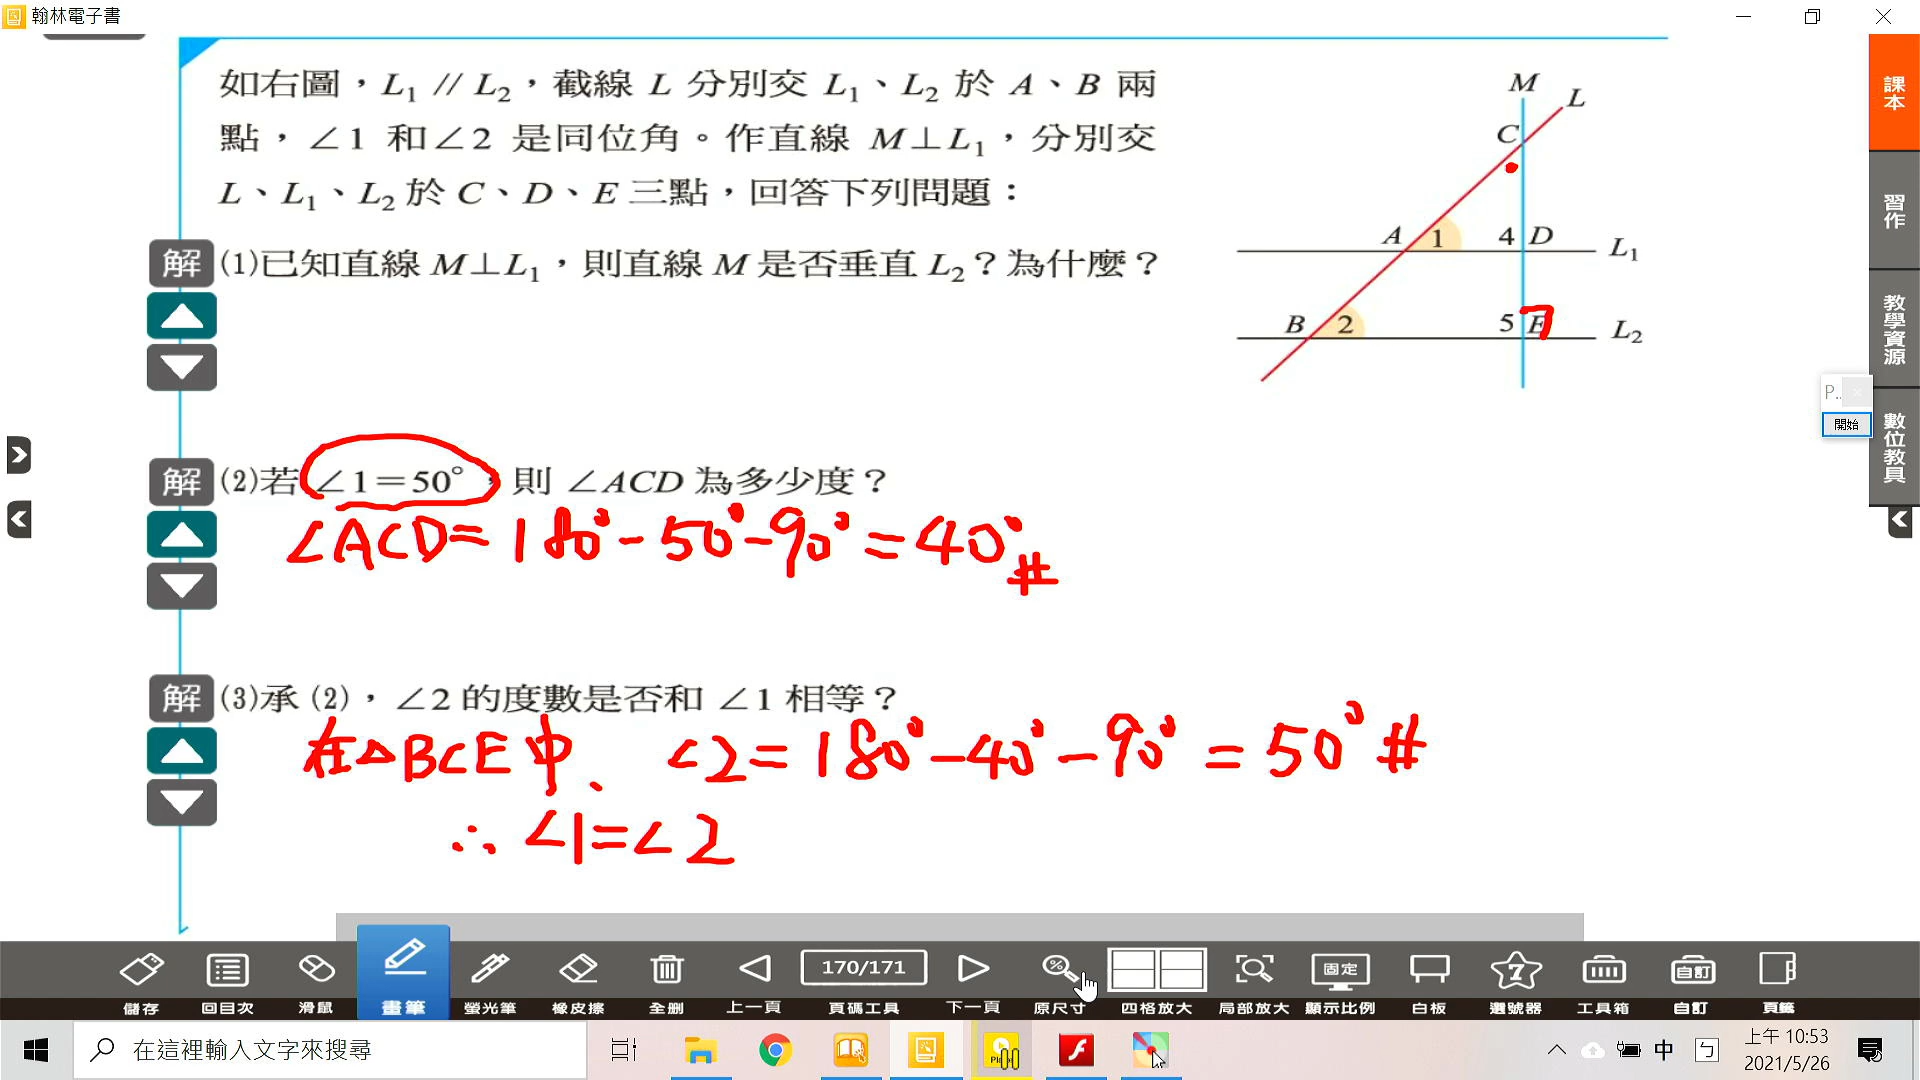 翰林電子書
如右圖，L₁ // L₂，截線 L 分別交 L₁、L₂ 於 A、B 兩
點，∠1 和∠2 是同位角。作直線 M⊥L₁，分別交
L、L₁、L₂ 於 C、D、E 三點，回答下列問題：
解 (1)已知直線 M⊥L₁，則直線 M 是否垂直 L₂？為什麼？
M
L
C
A 1 4 D L₁
B 2 5 E L₂
解 (2)若 ∠1＝50°，則 ∠ACD 為多少度？
∠ACD=180°-50°-90°=40°#
解 (3)承 (2)，∠2 的度數是否和 ∠1 相等？
在△BCE中、∠2=180°-40°-90°=50°#
∴ ∠1=∠2
課本
習作
教學資源
數位教具
P..
開始
170/171
固定
7
自訂
儲存 回目次 滑鼠 畫筆 螢光筆 橡皮擦 全刪 上一頁 頁碼工具 下一頁 原尺寸 四格放大 局部放大 顯示比例 白板 選號器 工具箱 自訂 頁籤
在這裡輸入文字來搜尋
中
ㄅ
上午 10:53
2021/5/26